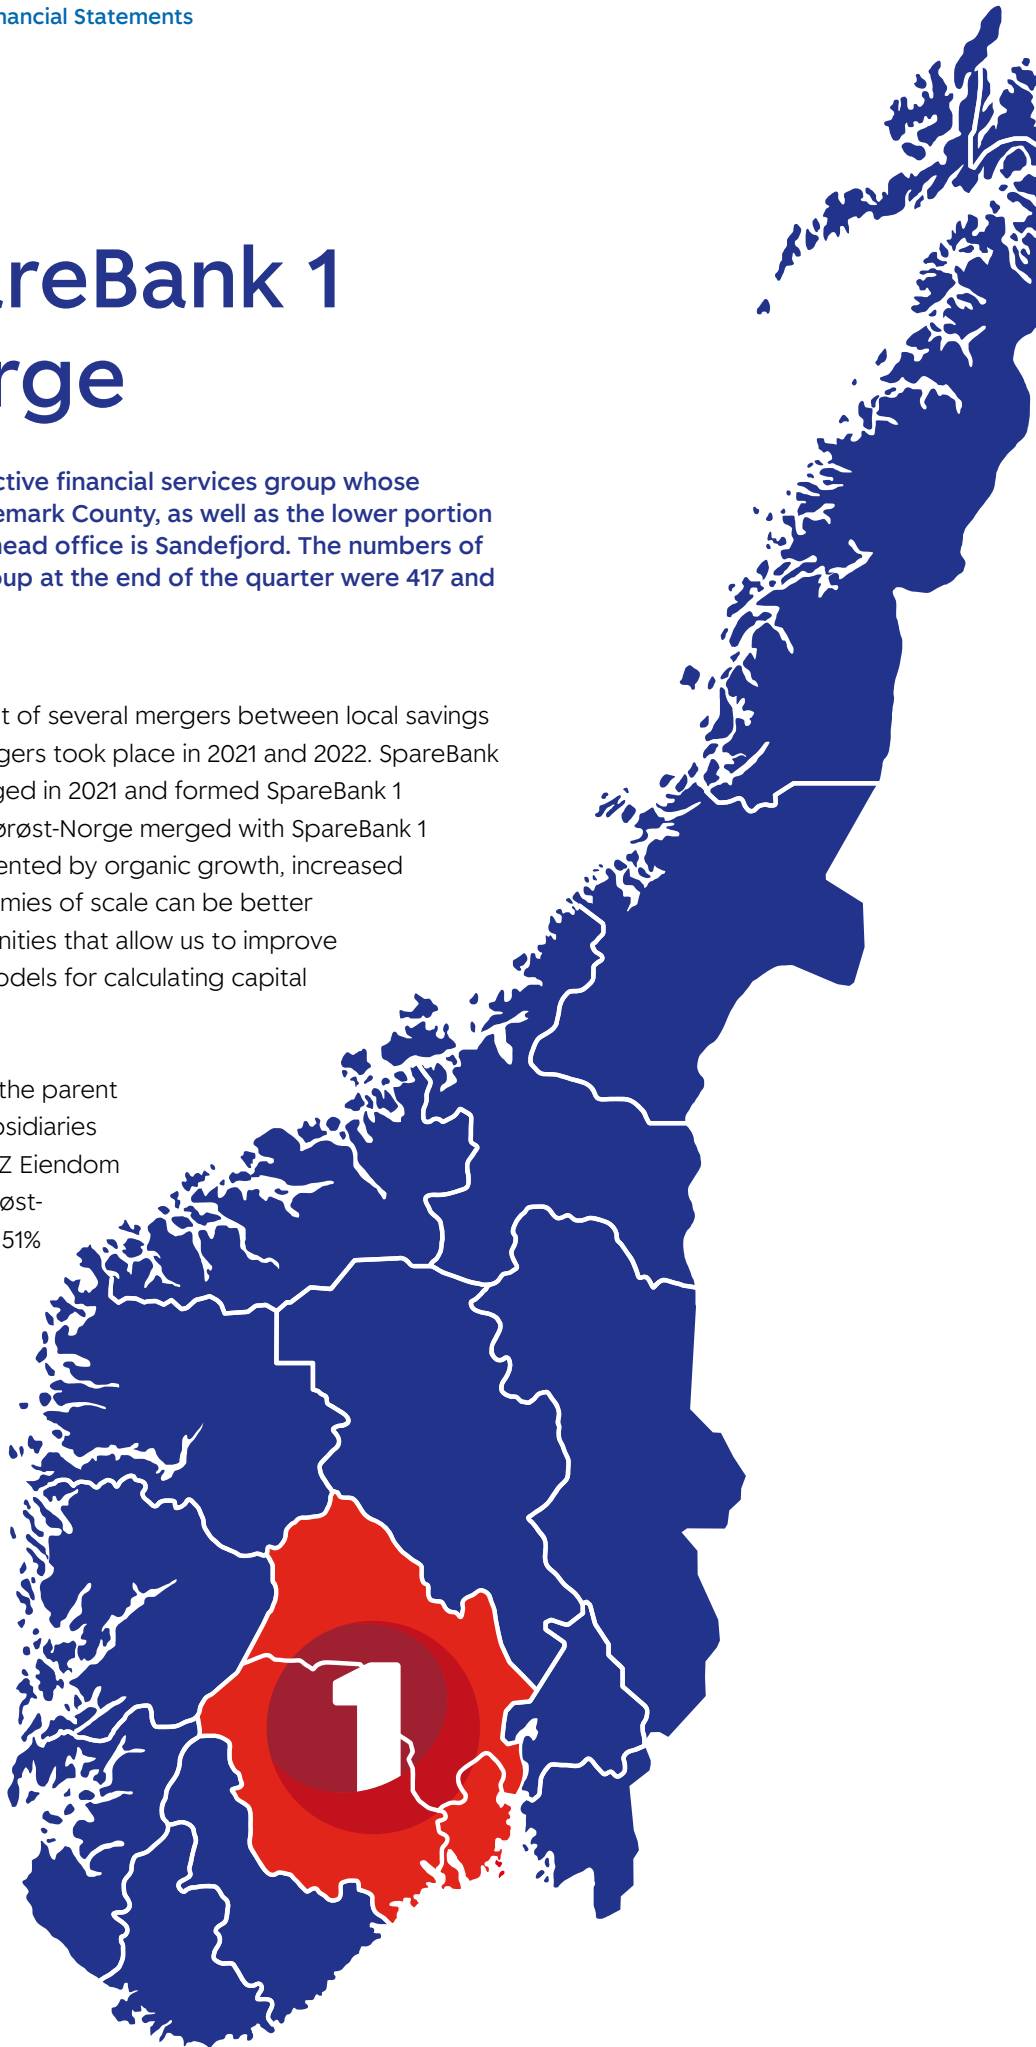 nancial Statements
areBank 1
rge
ctive financial services group whose
emark County, as well as the lower portion
head office is Sandefjord. The numbers of
oup at the end of the quarter were 417 and
t of several mergers between local savings
gers took place in 2021 and 2022. SpareBank
ged in 2021 and formed SpareBank 1
ørøst-Norge merged with SpareBank 1
ented by organic growth, increased
mies of scale can be better
nities that allow us to improve
odels for calculating capital
the parent
bsidiaries
Z Eiendom
øst-
51%
1